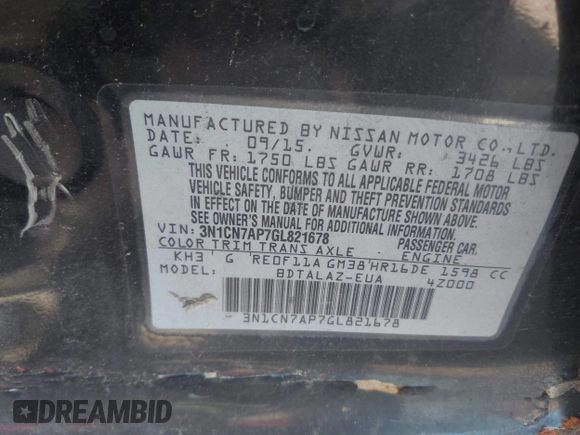 MANUFACTURED BY NISSAN MOTOR CO., LTD.
DATE: 09/15. GVWR: 3426 LBS
GAWR FR: 1750 LBS GAWR RR: 1708 LBS
THIS VEHICLE CONFORMS TO ALL APPLICABLE FEDERAL MOTOR
VEHICLE SAFETY, BUMPER AND THEFT PREVENTION STANDARDS
IN EFFECT ON THE DATE OF MANUFACTURE SHOWN ABOVE.
SEE OWNER'S MANUAL FOR ADDITIONAL INFORMATION.
VIN: 3N1CN7AP7GL821678 PASSENGER CAR.
COLOR TRIM TRANS AXLE ENGINE
KH3 ' G 'REOF11A GM38'HR16DE 1598 CC
MODEL: BDTALAZ-EUA 4Z000
3N1CN7AP7GL821678
DREAMBID